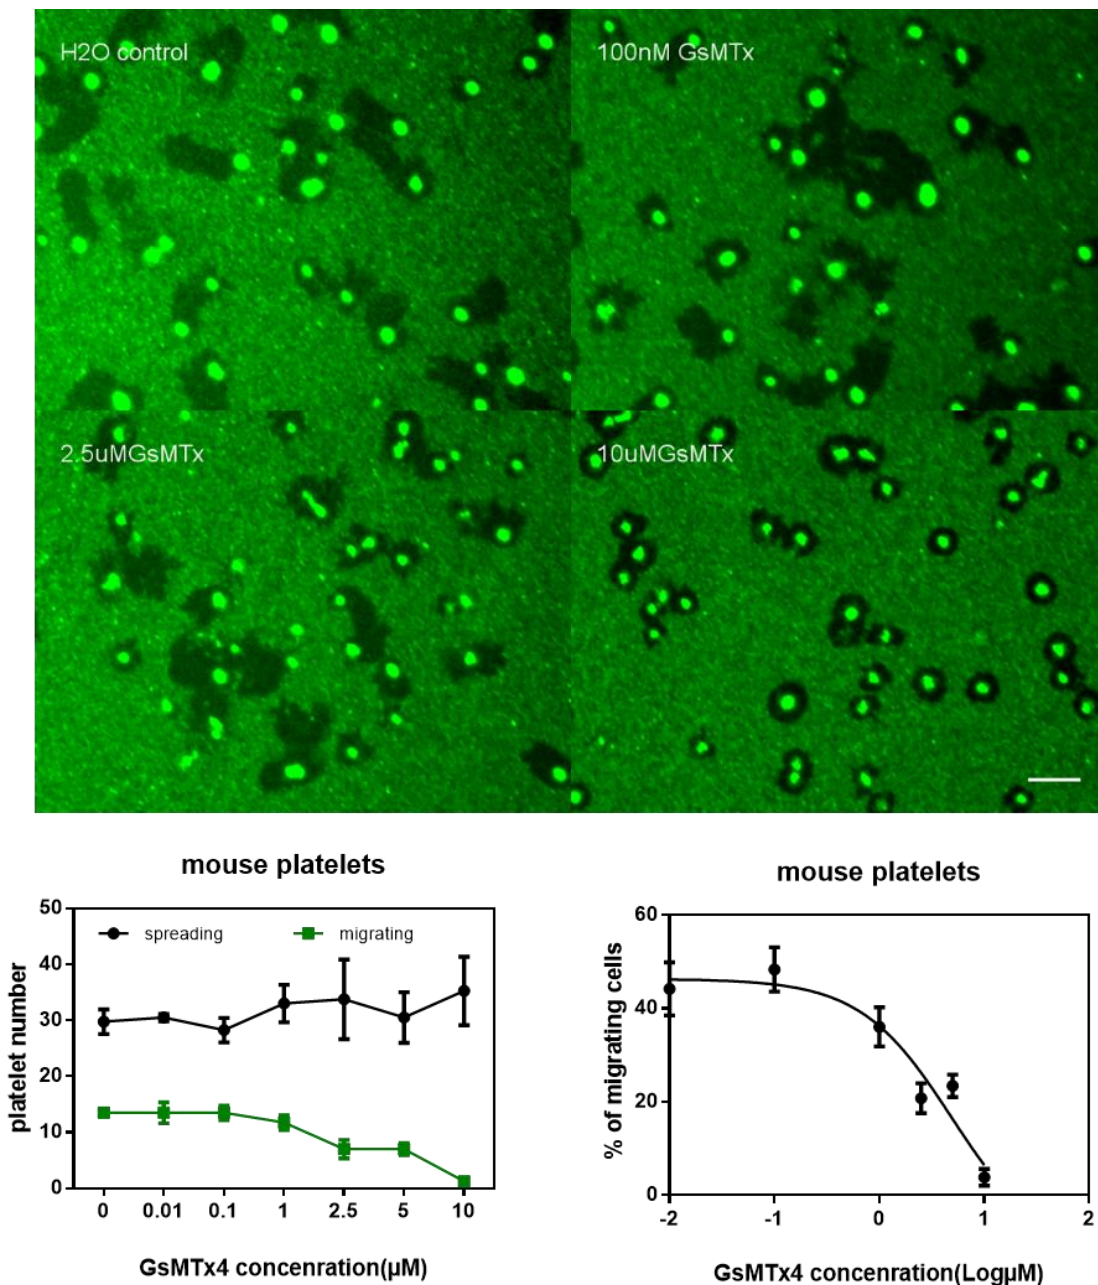 H2O control
100nM GsMTx
2.5uMGsMTx
10uMGsMTx
mouse platelets
50
40
30
20
10
0
platelet number
spreading
migrating
0 0.01 0.1 1 2.5 5 10
GsMTx4 concenration(µM)
mouse platelets
60
40
20
0
% of migrating cells
-2 -1 0 1 2
GsMTx4 concenration(LogµM)